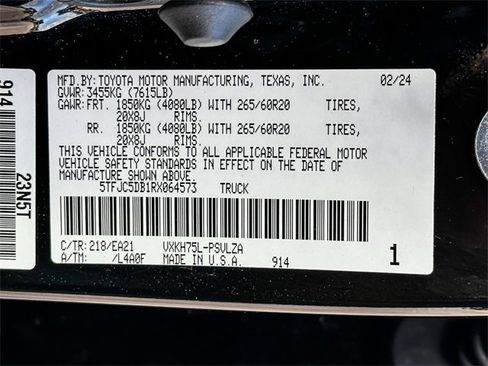 MFD.BY: TOYOTA MOTOR MANUFACTURING, TEXAS, INC. 02/24
GVWR: 3455KG (7615LB)
GAWR: FRT. 1850KG (4080LB) WITH 265/60R20 TIRES,
20X8J RIMS.
RR. 1850KG (4080LB) WITH 265/60R20 TIRES,
20X8J RIMS.
THIS VEHICLE CONFORMS TO ALL APPLICABLE FEDERAL MOTOR
VEHICLE SAFETY STANDARDS IN EFFECT ON THE DATE OF
MANUFACTURE SHOWN ABOVE.
5TFJC5DB1RX064573 TRUCK
C/TR: 218/EA21 VXKH75L-PSVLZA
A/TM: /L4A0F MADE IN U.S.A. 914
1
914
23N5T